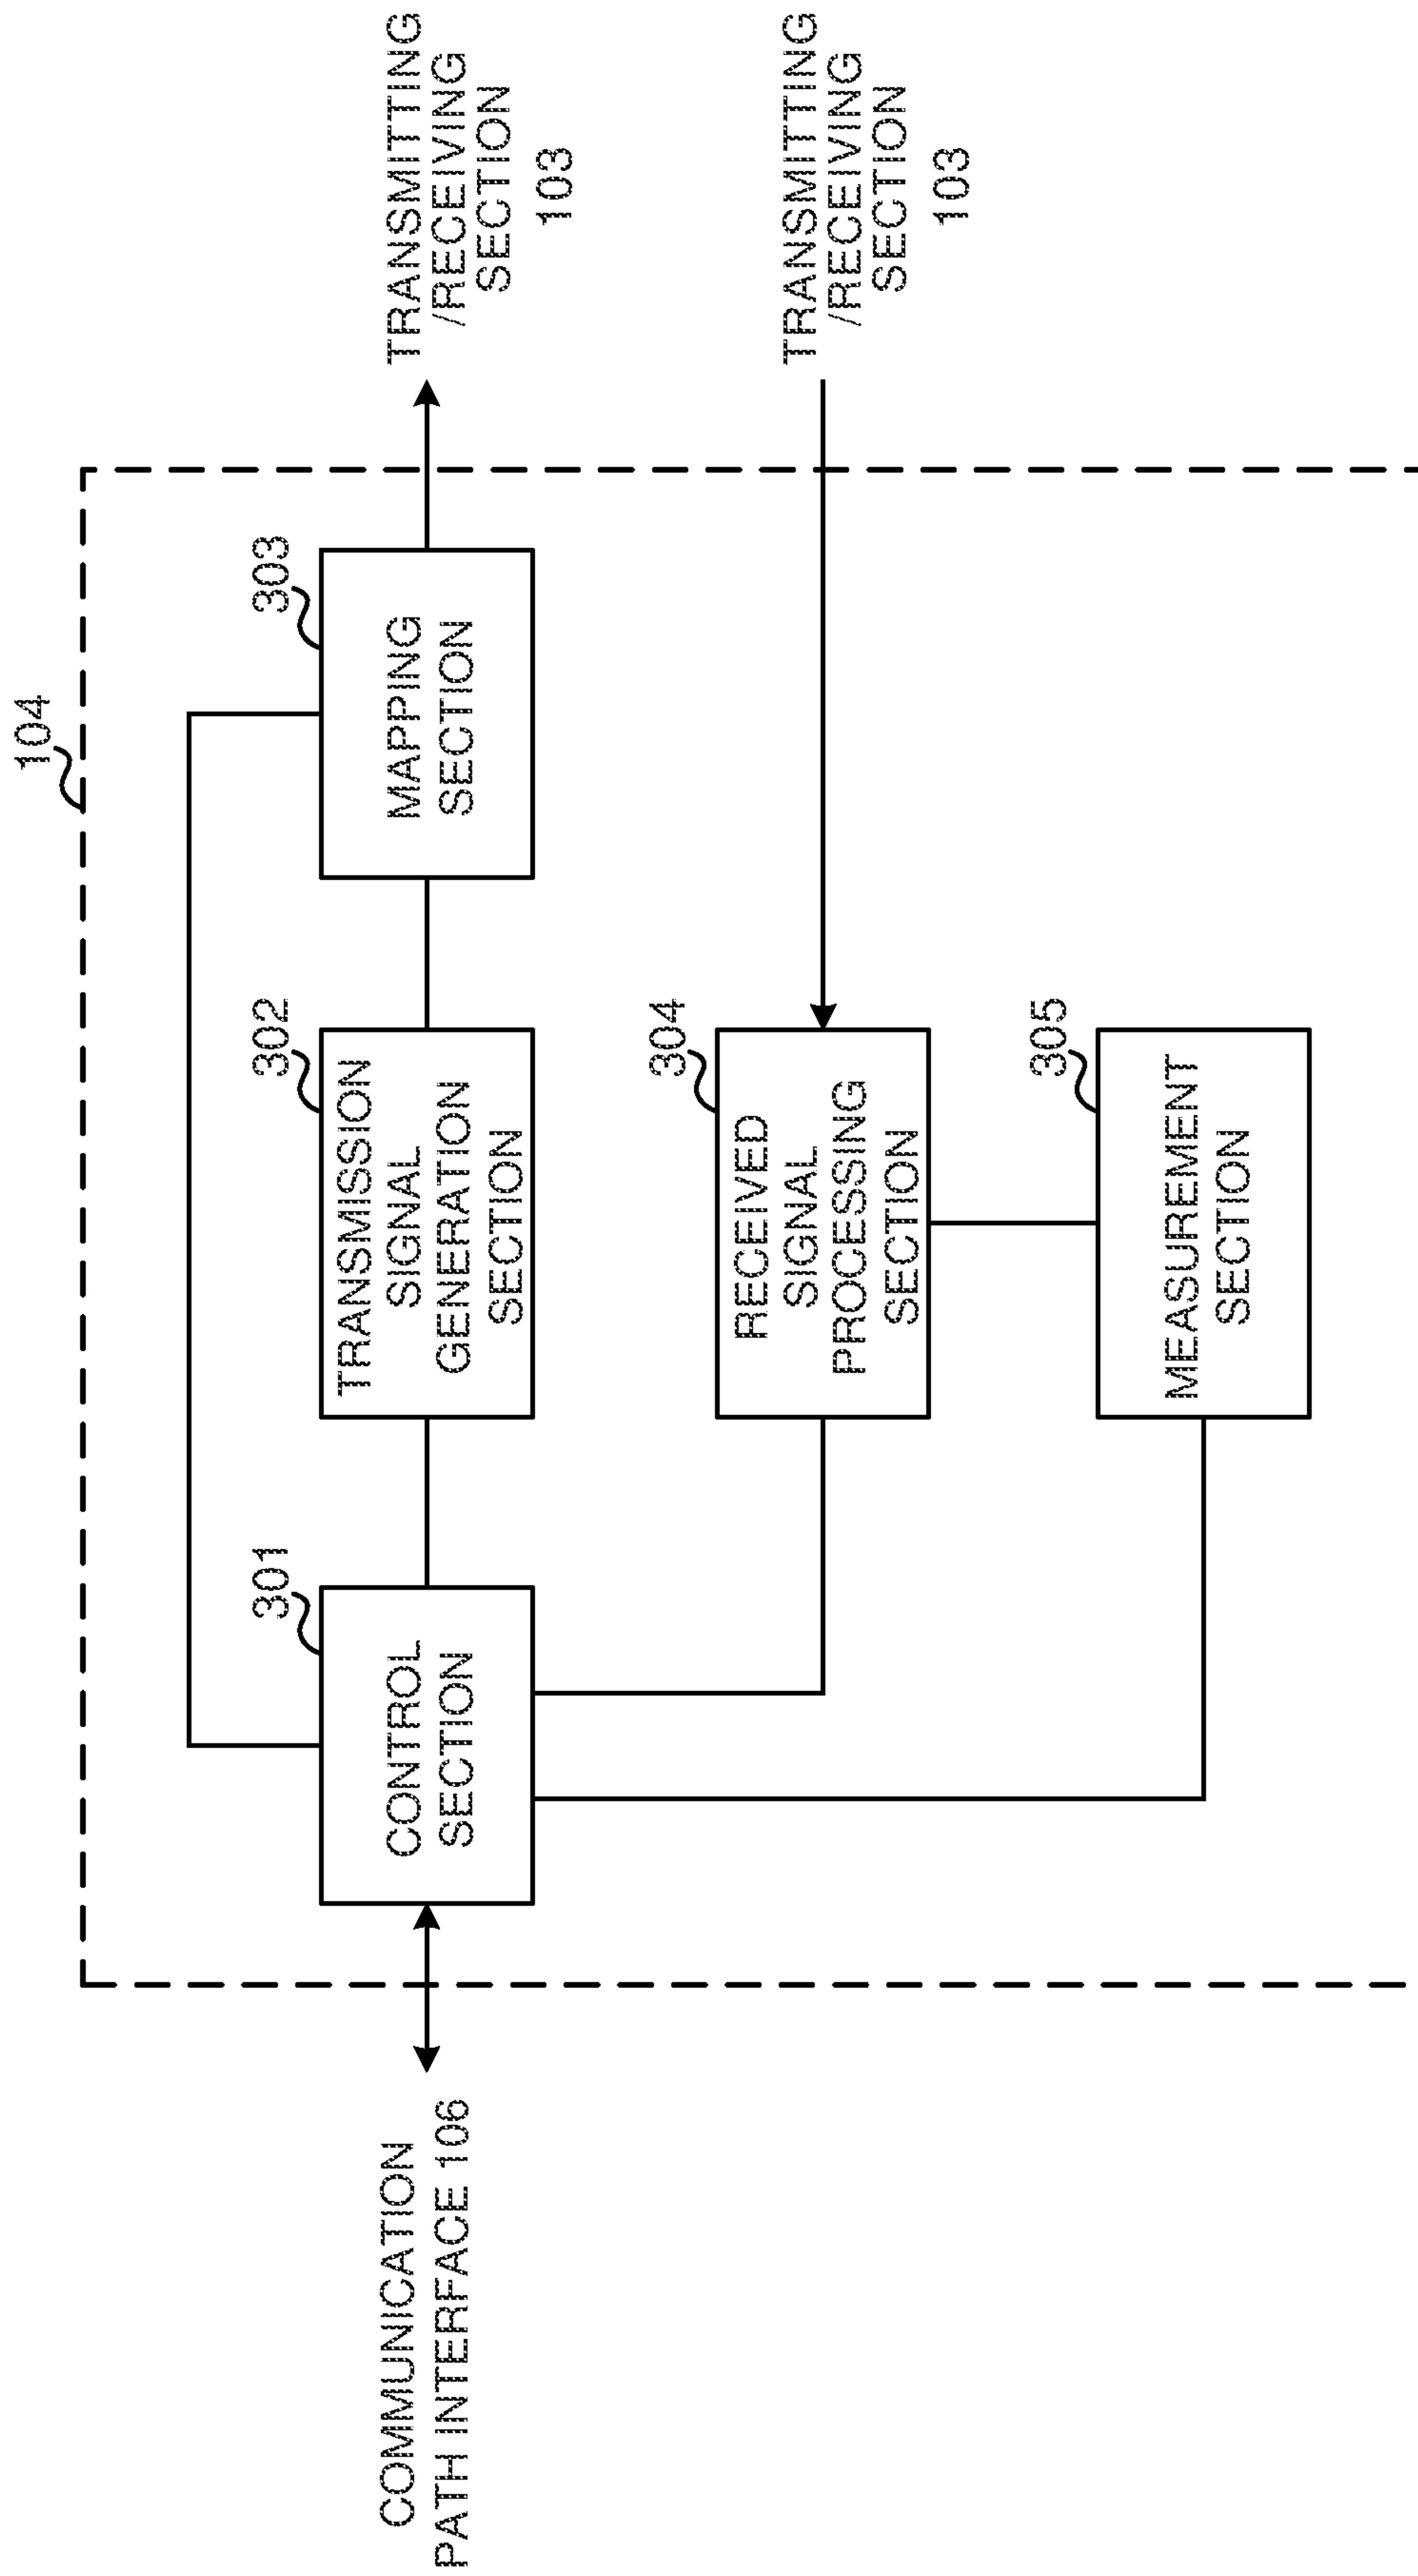 104
COMMUNICATION
PATH INTERFACE 106
301
CONTROL
SECTION
302
TRANSMISSION
SIGNAL
GENERATION
SECTION
303
MAPPING
SECTION
TRANSMITTING
/RECEIVING
SECTION
103
304
RECEIVED
SIGNAL
PROCESSING
SECTION
TRANSMITTING
/RECEIVING
SECTION
103
305
MEASUREMENT
SECTION